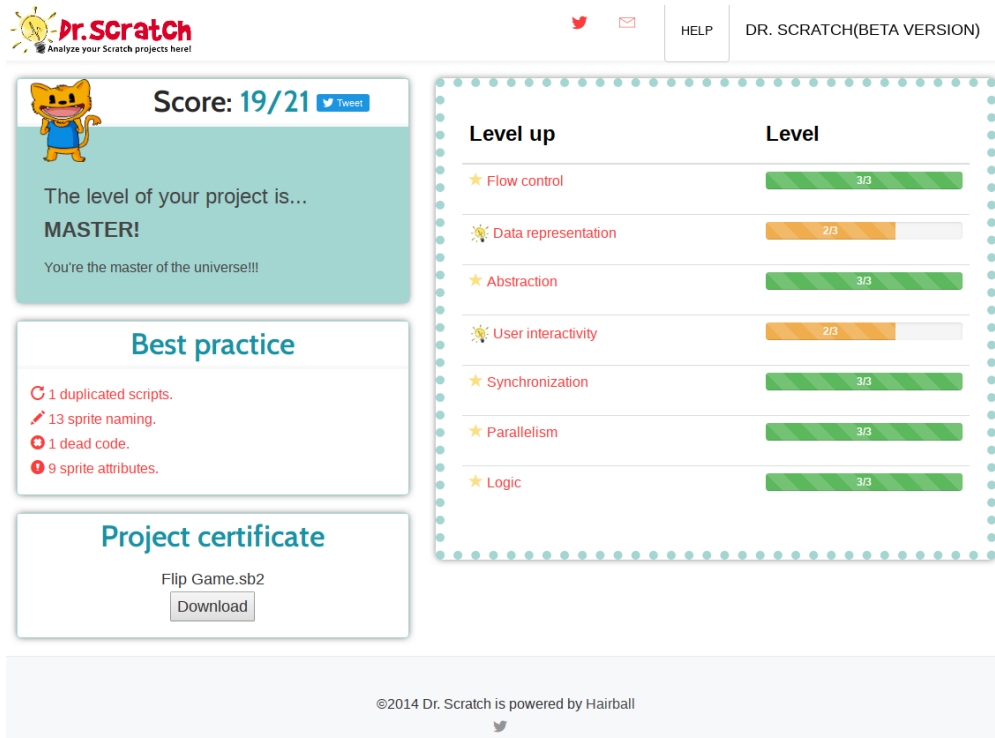 Dr.Scratch
Analyze your Scratch projects here!
HELP
DR. SCRATCH(BETA VERSION)
Score: 19/21 Tweet
The level of your project is...
MASTER!
You're the master of the universe!!!
Best practice
1 duplicated scripts.
13 sprite naming.
1 dead code.
9 sprite attributes.
Project certificate
Flip Game.sb2
Download
Level up Level
Flow control 3/3
Data representation 2/3
Abstraction 3/3
User interactivity 2/3
Synchronization 3/3
Parallelism 3/3
Logic 3/3
©2014 Dr. Scratch is powered by Hairball